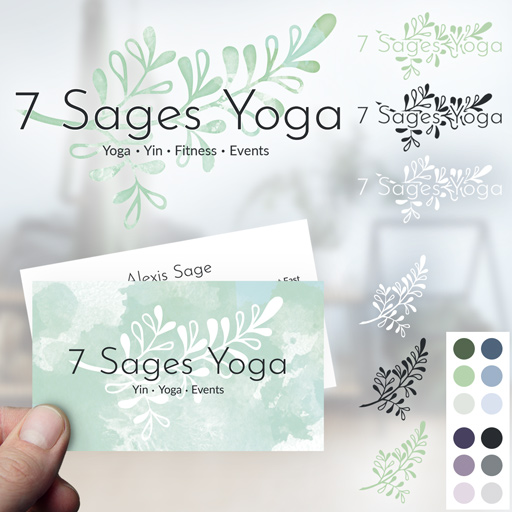 7 Sages Yoga
Yoga • Yin • Fitness • Events
7 Sages Yoga
7 Sages Yoga
7 Sages Yoga
Alexis Sage
East
7 Sages Yoga
Yin • Yoga • Events